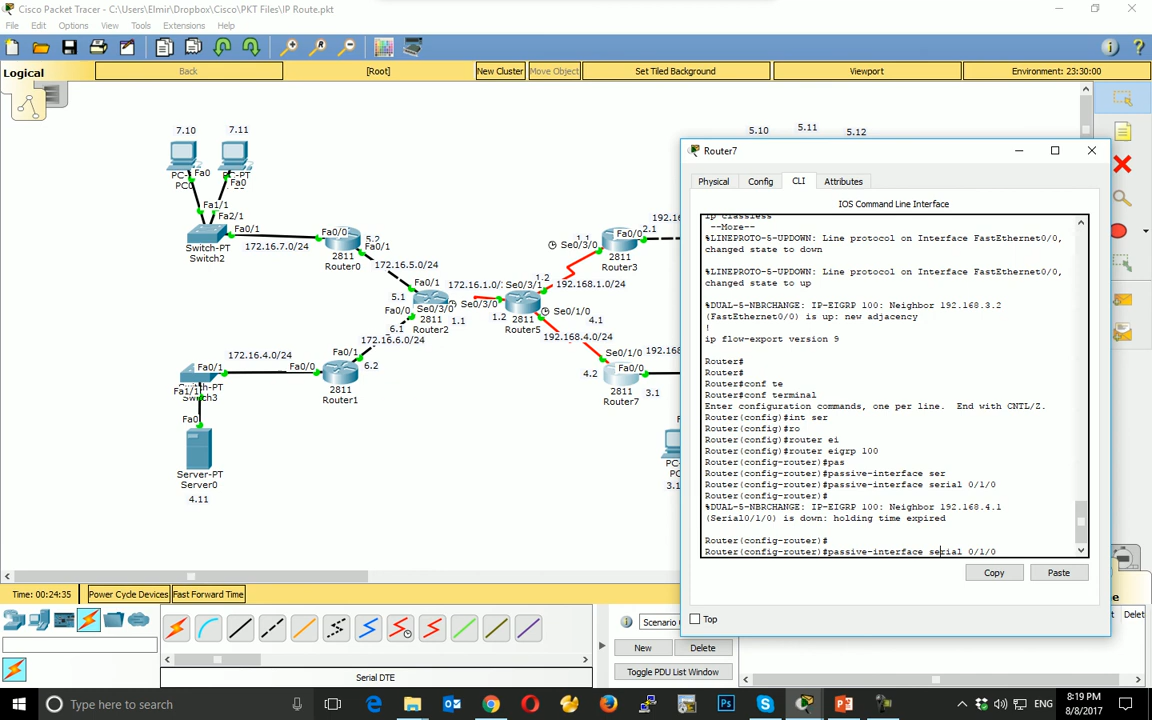 Cisco Packet Tracer - C:\Users\Elmir\Dropbox\Cisco\PKT Files\IP Route.pkt
File Edit Options View Tools Extensions Help
Logical Back [Root] New Cluster Move Object Set Tiled Background Viewport Environment: 23:30:00
7.10 7.11
5.10 5.11 5.12
Fa0
Fa0
PC0
PC-PT
Fa1/1
Fa2/1
Fa0/1
Switch-PT
Switch2
172.16.7.0/24
Fa0/0
5.2
Fa0/1
2811
Router0
172.16.5.0/24
Fa0/1
5.1
Fa0/0
6.1
Se0/3/0
2811
Router2
1.1
172.16.6.0/24
172.16.1.0/
Se0/3/0
1.2
Se0/3/1
2811
Router5
1.2
192.168.1.0/24
Se0/1/0
4.1
192.168.4.0/24
1.1
Se0/3/0
Fa0/0
2.1
2811
Router3
192.16
Se0/1/0
192.168
Fa0/0
4.2
2811
Router7
3.1
172.16.4.0/24
Fa0/1
Fa0/0
Fa0/1
6.2
2811
Router1
Fa1/
Switch3
Fa0
Server-PT
Server0
4.11
PC
3.1
Router7
Physical Config CLI Attributes
IOS Command Line Interface
ip classless
--More--
%LINEPROTO-5-UPDOWN: Line protocol on Interface FastEthernet0/0,
changed state to down
%LINEPROTO-5-UPDOWN: Line protocol on Interface FastEthernet0/0,
changed state to up
%DUAL-5-NBRCHANGE: IP-EIGRP 100: Neighbor 192.168.3.2
(FastEthernet0/0) is up: new adjacency
!
ip flow-export version 9
Router#
Router#
Router#conf te
Router#conf terminal
Enter configuration commands, one per line. End with CNTL/Z.
Router(config)#int ser
Router(config)#ro
Router(config)#router ei
Router(config)#router eigrp 100
Router(config-router)#pas
Router(config-router)#passive-interface ser
Router(config-router)#passive-interface serial 0/1/0
Router(config-router)#
%DUAL-5-NBRCHANGE: IP-EIGRP 100: Neighbor 192.168.4.1
(Serial0/1/0) is down: holding time expired
Router(config-router)#
Router(config-router)#passive-interface serial 0/1/0
Copy Paste
Top
Time: 00:24:35 Power Cycle Devices Fast Forward Time
Scenario
New Delete
Toggle PDU List Window
Delete
Serial DTE
Type here to search
ENG
8:19 PM
8/8/2017